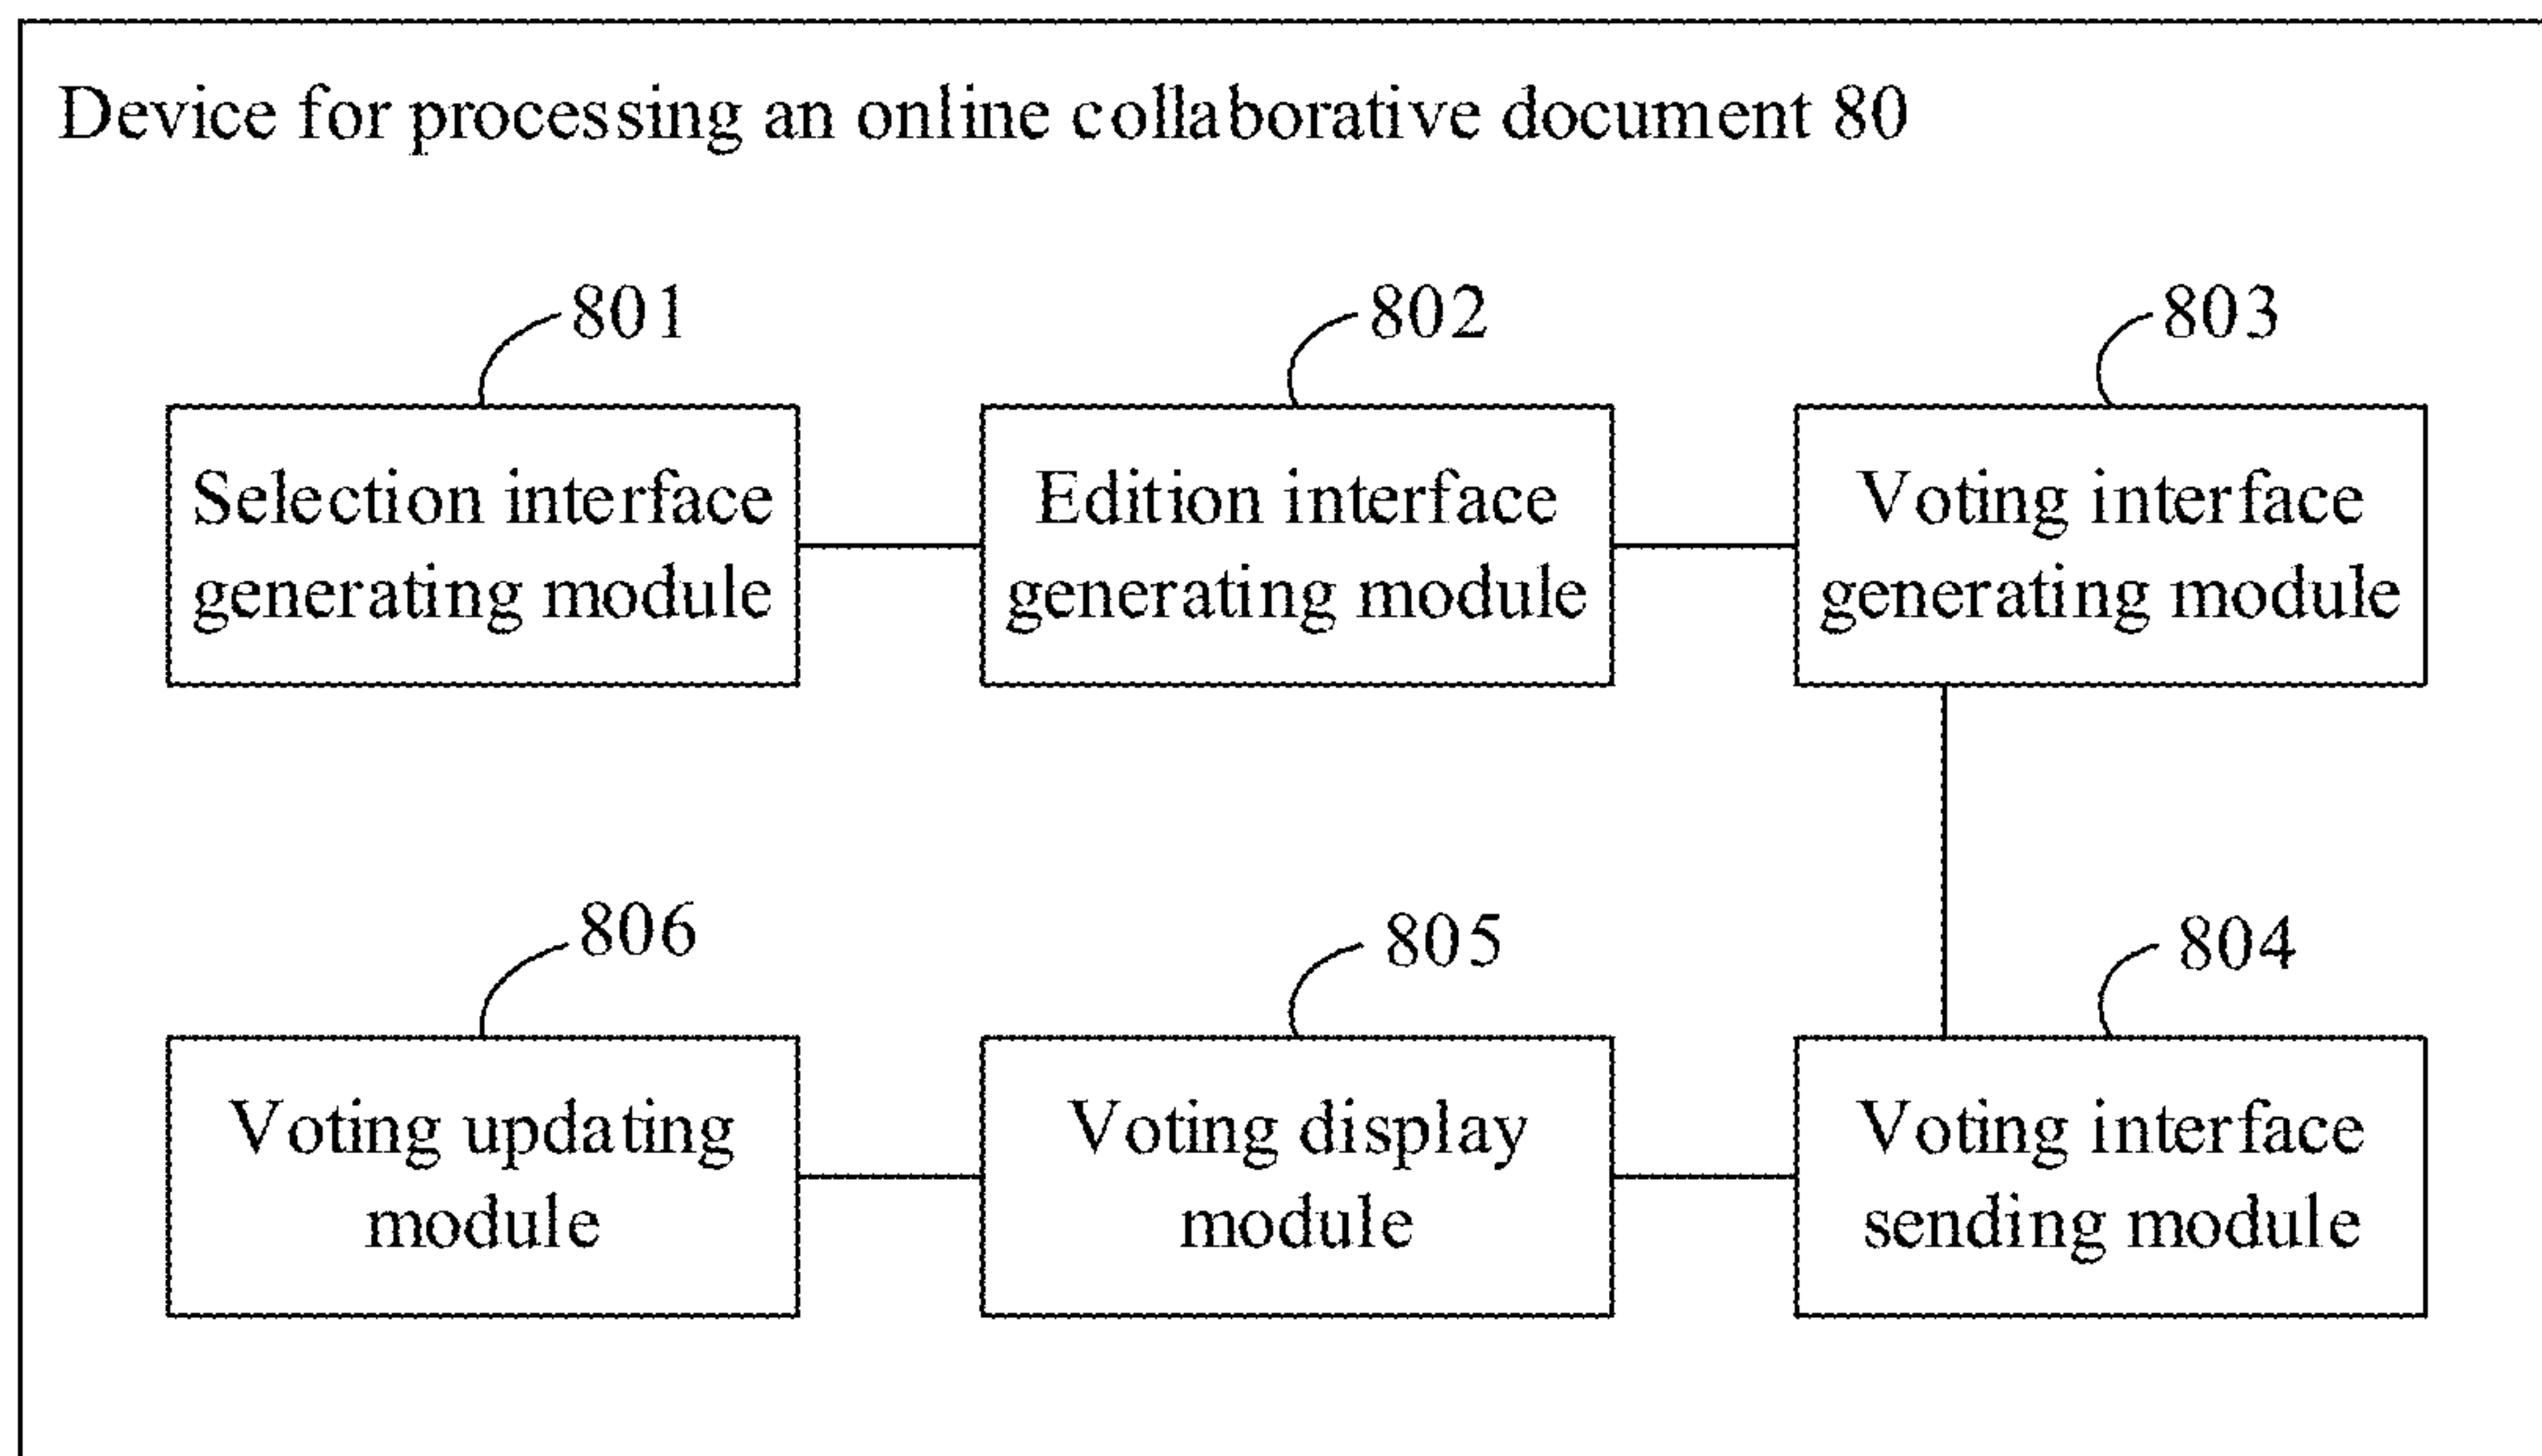 Device for processing an online collaborative document 80
801
802
803
Selection interface
generating module
Edition interface
generating module
Voting interface
generating module
806
805
804
Voting updating
module
Voting display
module
Voting interface
sending module